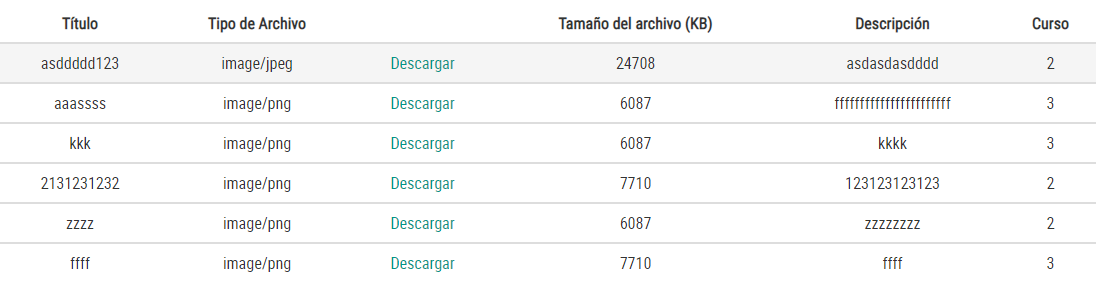 Título Tipo de Archivo Tamaño del archivo (KB) Descripción Curso
asddddd123 image/jpeg Descargar 24708 asdasdasdddd 2
aaassss image/png Descargar 6087 fffffffffffffffffffffff 3
kkk image/png Descargar 6087 kkkk 3
2131231232 image/png Descargar 7710 123123123123 2
zzzz image/png Descargar 6087 zzzzzzzz 2
ffff image/png Descargar 7710 ffff 3